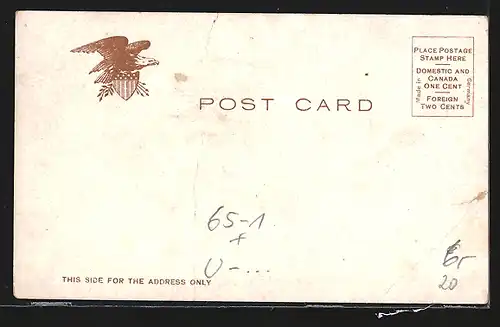 PLACE POSTAGE
STAMP HERE
DOMESTIC AND
CANADA
ONE CENT
FOREIGN
TWO CENTS
Made in
Germany
POST CARD
65-1
+
U-...
20
THIS SIDE FOR THE ADDRESS ONLY